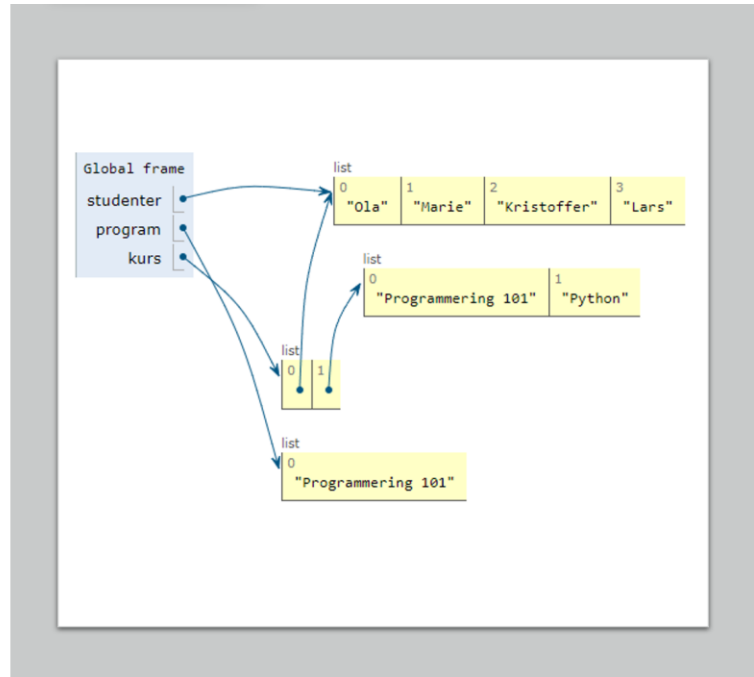 Global frame
studenter
program
kurs
list
0 1 2 3
"Ola" "Marie" "Kristoffer" "Lars"
list
0 1
"Programmering 101" "Python"
list
0 1
list
0
"Programmering 101"